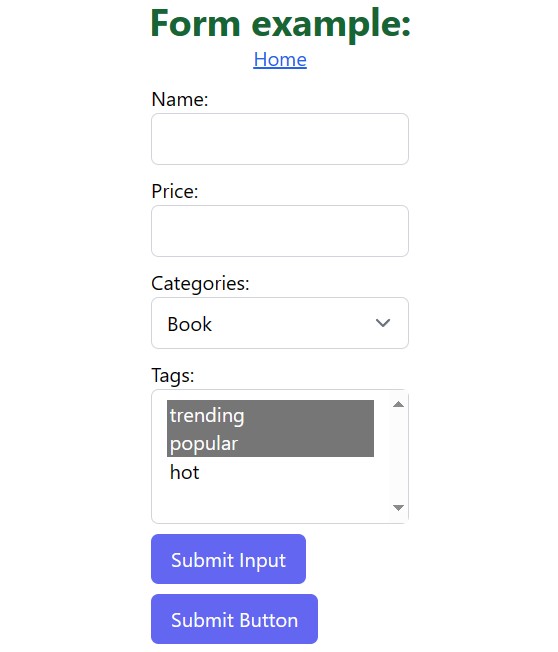 Form example:
Home
Name:
Price:
Categories:
Book
Tags:
trending
popular
hot
Submit Input
Submit Button